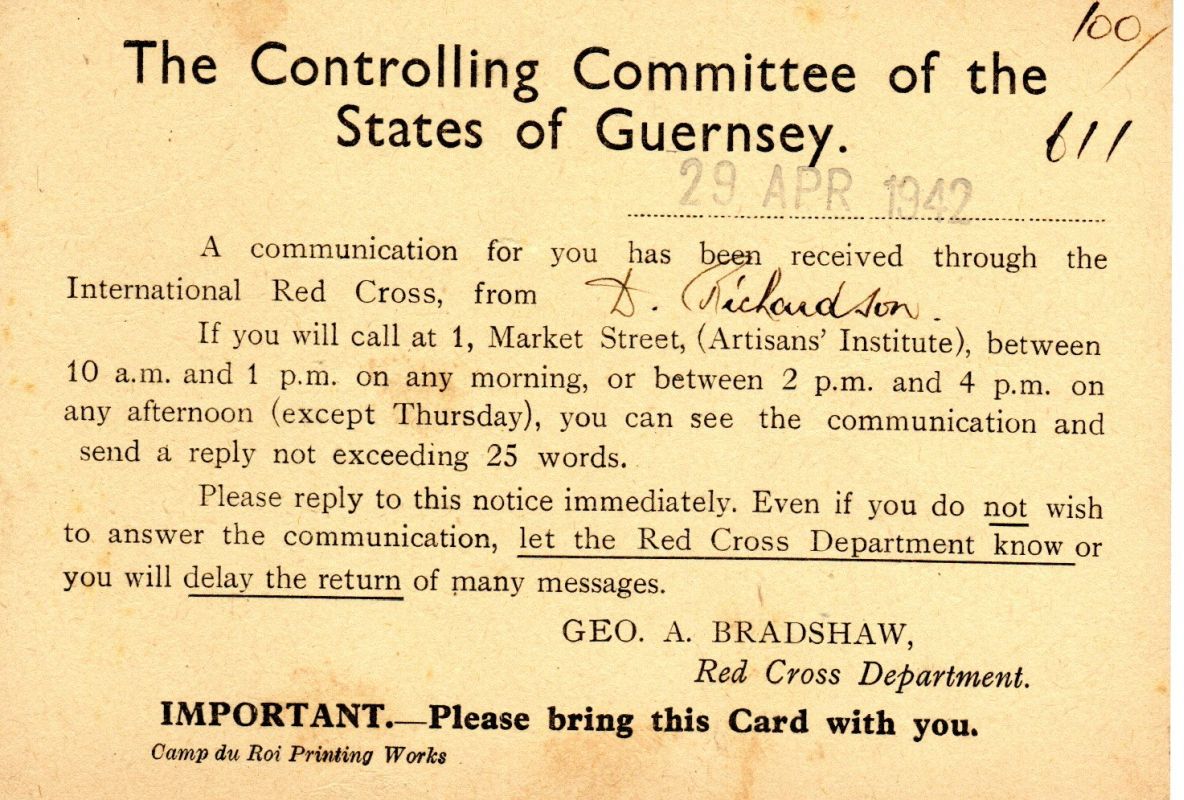 100/
The Controlling Committee of the
States of Guernsey.
611
29 APR 1942
A communication for you has been received through the
International Red Cross, from D. Richardson.
If you will call at 1, Market Street, (Artisans' Institute), between
10 a.m. and 1 p.m. on any morning, or between 2 p.m. and 4 p.m. on
any afternoon (except Thursday), you can see the communication and
send a reply not exceeding 25 words.
Please reply to this notice immediately. Even if you do not wish
to answer the communication, let the Red Cross Department know or
you will delay the return of many messages.
GEO. A. BRADSHAW,
Red Cross Department.
IMPORTANT.—Please bring this Card with you.
Camp du Roi Printing Works